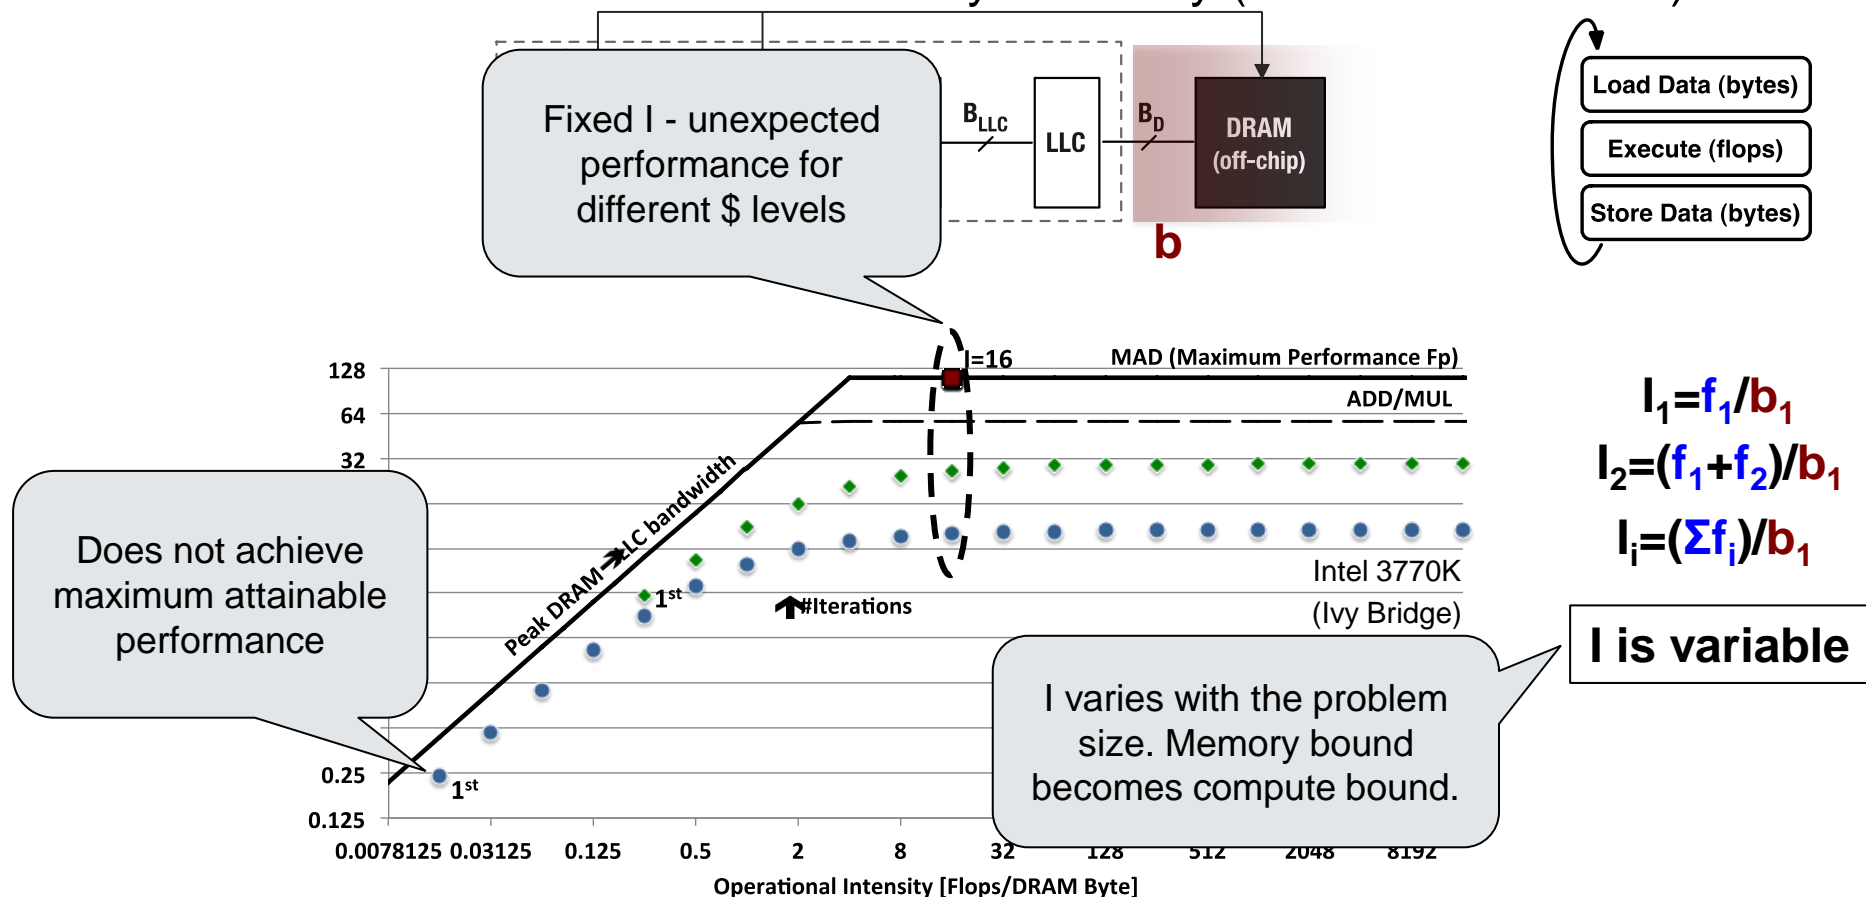 Fixed I - unexpected
performance for
different $ levels
B_LLC
LLC
B_D
DRAM
(off-chip)
b
Load Data (bytes)
Execute (flops)
Store Data (bytes)
I=16
MAD (Maximum Performance Fp)
ADD/MUL
128
64
32
0.25
0.125
Peak DRAM→LLC bandwidth
1st
1st
#Iterations
Intel 3770K
(Ivy Bridge)
Does not achieve
maximum attainable
performance
I varies with the problem
size. Memory bound
becomes compute bound.
I₁=f₁/b₁
I₂=(f₁+f₂)/b₁
Iᵢ=(Σfᵢ)/b₁
I is variable
0.0078125 0.03125 0.125 0.5 2 8 32 128 512 2048 8192
Operational Intensity [Flops/DRAM Byte]